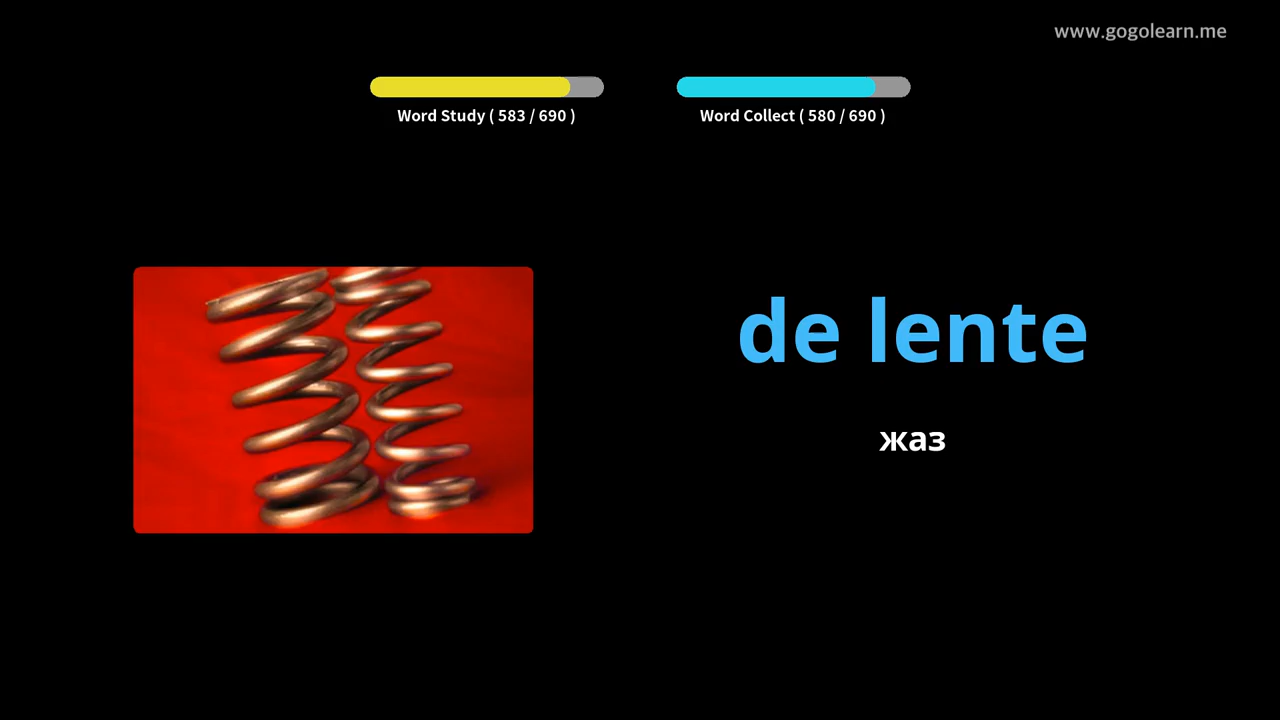 www.gogolearn.me
Word Study ( 583 / 690 )
Word Collect ( 580 / 690 )
de lente
жаз